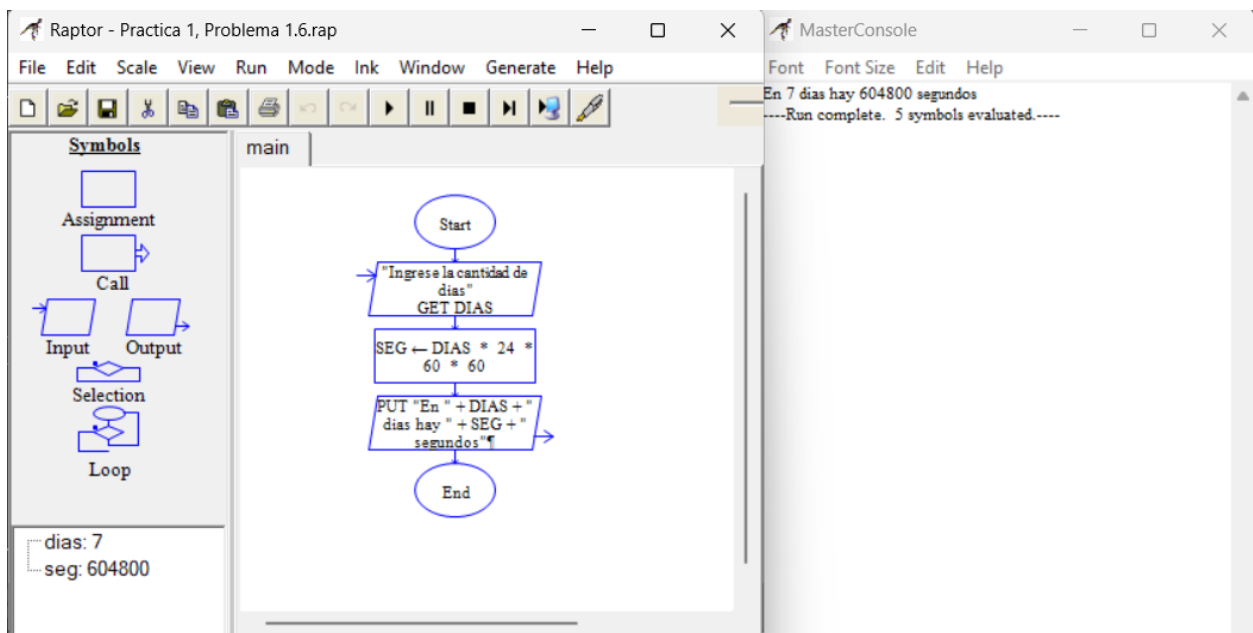 Raptor - Practica 1, Problema 1.6.rap
File Edit Scale View Run Mode Ink Window Generate Help
Symbols
Assignment
Call
Input Output
Selection
Loop
dias: 7
seg: 604800
main
Start
"Ingrese la cantidad de
dias"
GET DIAS
SEG ← DIAS * 24 *
60 * 60
PUT "En " + DIAS + "
dias hay " + SEG + "
segundos"¶
End
MasterConsole
Font Font Size Edit Help
En 7 dias hay 604800 segundos
----Run complete. 5 symbols evaluated.----